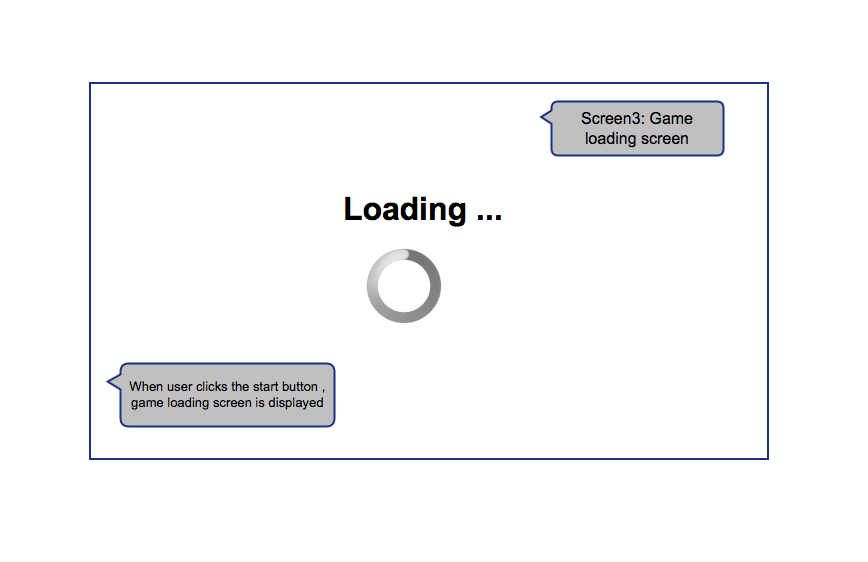 Screen3: Game
loading screen
Loading ...
When user clicks the start button ,
game loading screen is displayed